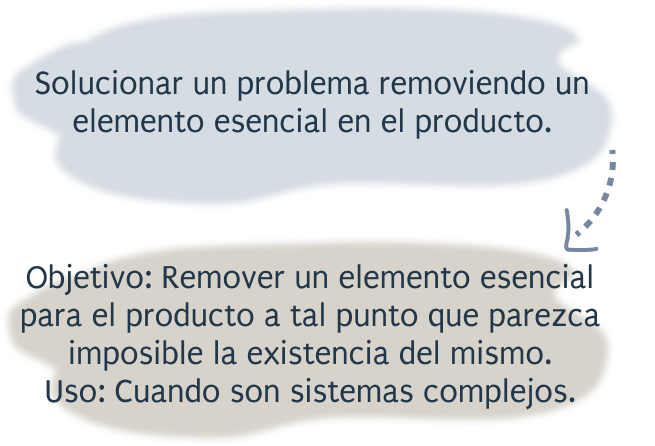 Solucionar un problema removiendo un
elemento esencial en el producto.
Objetivo: Remover un elemento esencial
para el producto a tal punto que parezca
imposible la existencia del mismo.
Uso: Cuando son sistemas complejos.